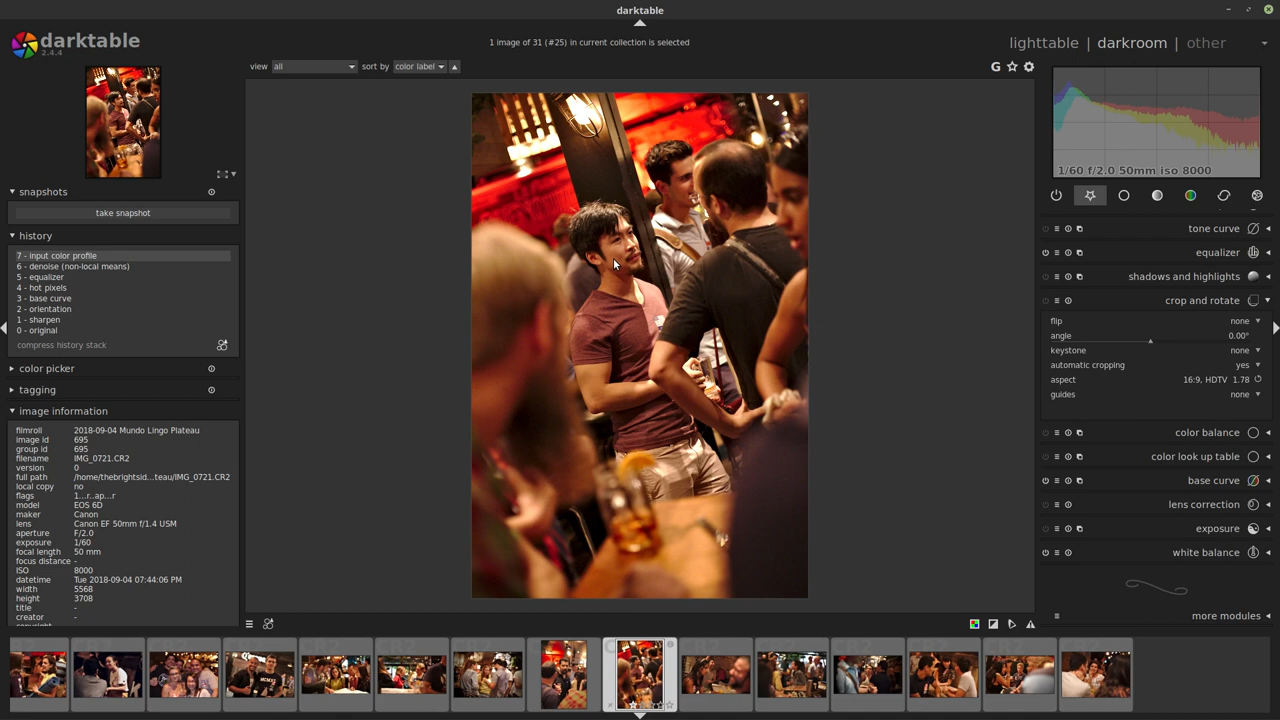 darktable
darktable
2.4.4
1 image of 31 (#25) in current collection is selected
lighttable | darkroom | other
view all sort by color label
G
snapshots
take snapshot
history
7 - input color profile
6 - denoise (non-local means)
5 - equalizer
4 - hot pixels
3 - base curve
2 - orientation
1 - sharpen
0 - original
compress history stack
color picker
tagging
image information
filmroll 2018-09-04 Mundo Lingo Plateau
image id 695
group id 695
filename IMG_0721.CR2
version 0
full path /home/thebrightsid...teau/IMG_0721.CR2
local copy no
flags 1...r...ap...r
model EOS 6D
maker Canon
lens Canon EF 50mm f/1.4 USM
aperture F/2.0
exposure 1/60
focal length 50 mm
focus distance -
ISO 8000
datetime Tue 2018-09-04 07:44:06 PM
width 5568
height 3708
title -
creator -
1/60 f/2.0 50mm iso 8000
tone curve
equalizer
shadows and highlights
crop and rotate
flip none
angle 0.00°
keystone none
automatic cropping yes
aspect 16:9, HDTV 1.78
guides none
color balance
color look up table
base curve
lens correction
exposure
white balance
more modules